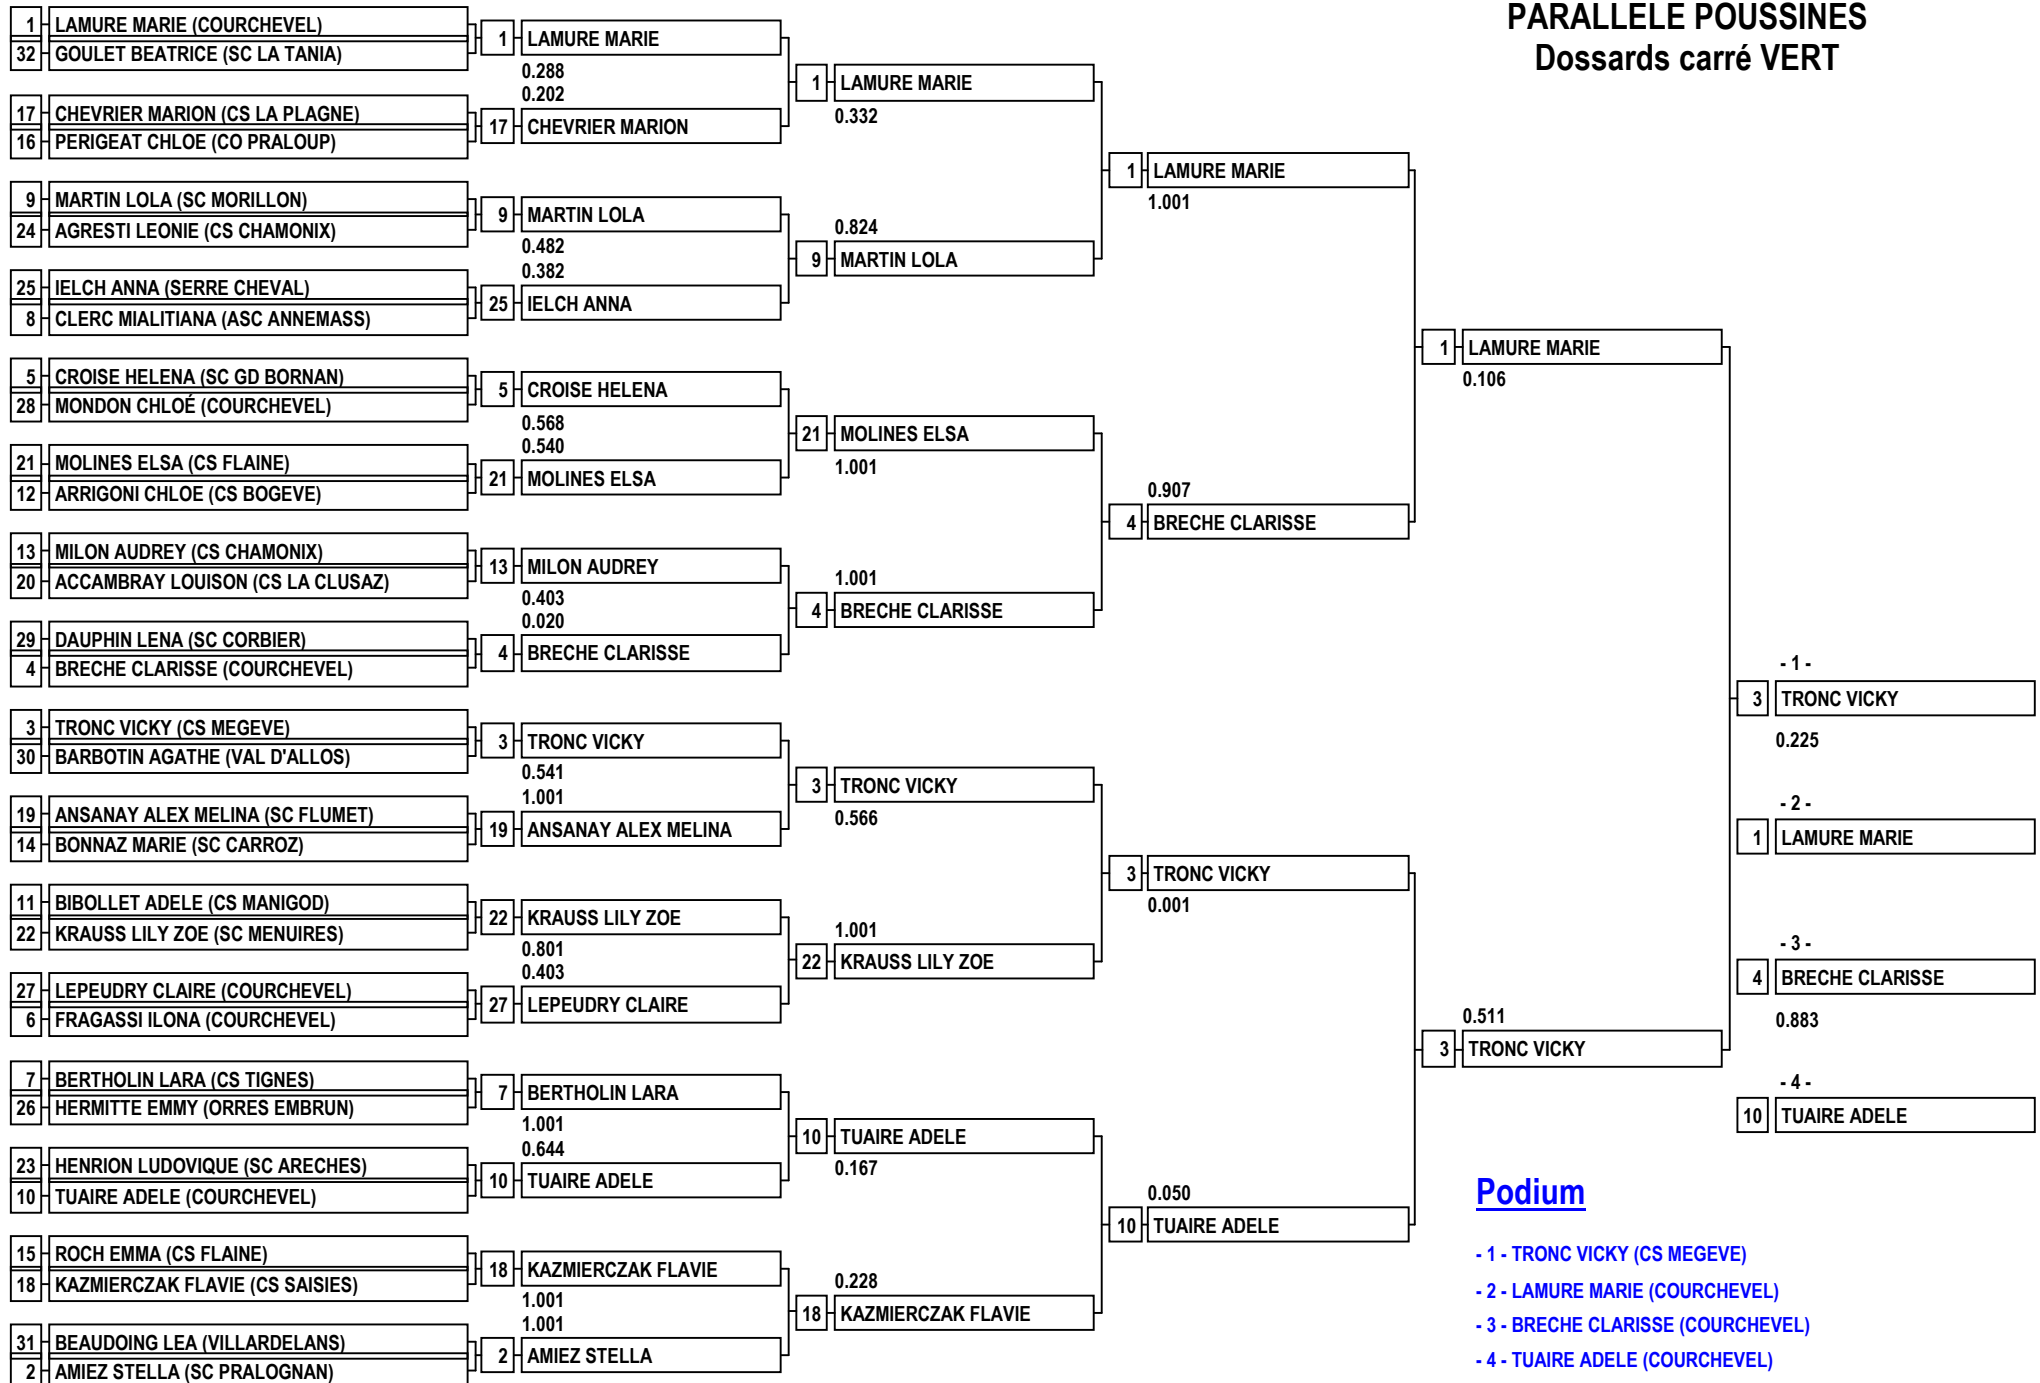 PARALLELE POUSSINES
Dossards carré VERT
1 LAMURE MARIE (COURCHEVEL)
32 GOULET BEATRICE (SC LA TANIA)
17 CHEVRIER MARION (CS LA PLAGNE)
16 PERIGEAT CHLOE (CO PRALOUP)
9 MARTIN LOLA (SC MORILLON)
24 AGRESTI LEONIE (CS CHAMONIX)
25 IELCH ANNA (SERRE CHEVAL)
8 CLERC MIALITIANA (ASC ANNEMASS)
5 CROISE HELENA (SC GD BORNAN)
28 MONDON CHLOÉ (COURCHEVEL)
21 MOLINES ELSA (CS FLAINE)
12 ARRIGONI CHLOE (CS BOGEVE)
13 MILON AUDREY (CS CHAMONIX)
20 ACCAMBRAY LOUISON (CS LA CLUSAZ)
29 DAUPHIN LENA (SC CORBIER)
4 BRECHE CLARISSE (COURCHEVEL)
3 TRONC VICKY (CS MEGEVE)
30 BARBOTIN AGATHE (VAL D'ALLOS)
19 ANSANAY ALEX MELINA (SC FLUMET)
14 BONNAZ MARIE (SC CARROZ)
11 BIBOLLET ADELE (CS MANIGOD)
22 KRAUSS LILY ZOE (SC MENUIRES)
27 LEPEUDRY CLAIRE (COURCHEVEL)
6 FRAGASSI ILONA (COURCHEVEL)
7 BERTHOLIN LARA (CS TIGNES)
26 HERMITTE EMMY (ORRES EMBRUN)
23 HENRION LUDOVIQUE (SC ARECHES)
10 TUAIRE ADELE (COURCHEVEL)
15 ROCH EMMA (CS FLAINE)
18 KAZMIERCZAK FLAVIE (CS SAISIES)
31 BEAUDOING LEA (VILLARDELANS)
2 AMIEZ STELLA (SC PRALOGNAN)
1 LAMURE MARIE
0.288
0.202
17 CHEVRIER MARION
9 MARTIN LOLA
0.482
0.382
25 IELCH ANNA
5 CROISE HELENA
0.568
0.540
21 MOLINES ELSA
13 MILON AUDREY
0.403
0.020
4 BRECHE CLARISSE
3 TRONC VICKY
0.541
1.001
19 ANSANAY ALEX MELINA
22 KRAUSS LILY ZOE
0.801
0.403
27 LEPEUDRY CLAIRE
7 BERTHOLIN LARA
1.001
0.644
10 TUAIRE ADELE
18 KAZMIERCZAK FLAVIE
1.001
1.001
2 AMIEZ STELLA
1 LAMURE MARIE
0.332
0.824
9 MARTIN LOLA
21 MOLINES ELSA
1.001
1.001
4 BRECHE CLARISSE
3 TRONC VICKY
0.566
1.001
22 KRAUSS LILY ZOE
10 TUAIRE ADELE
0.167
0.228
18 KAZMIERCZAK FLAVIE
1 LAMURE MARIE
1.001
0.907
4 BRECHE CLARISSE
3 TRONC VICKY
0.001
0.050
10 TUAIRE ADELE
1 LAMURE MARIE
0.106
0.511
3 TRONC VICKY
- 1 -
3 TRONC VICKY
0.225
- 2 -
1 LAMURE MARIE
- 3 -
4 BRECHE CLARISSE
0.883
- 4 -
10 TUAIRE ADELE
Podium
- 1 - TRONC VICKY (CS MEGEVE)
- 2 - LAMURE MARIE (COURCHEVEL)
- 3 - BRECHE CLARISSE (COURCHEVEL)
- 4 - TUAIRE ADELE (COURCHEVEL)